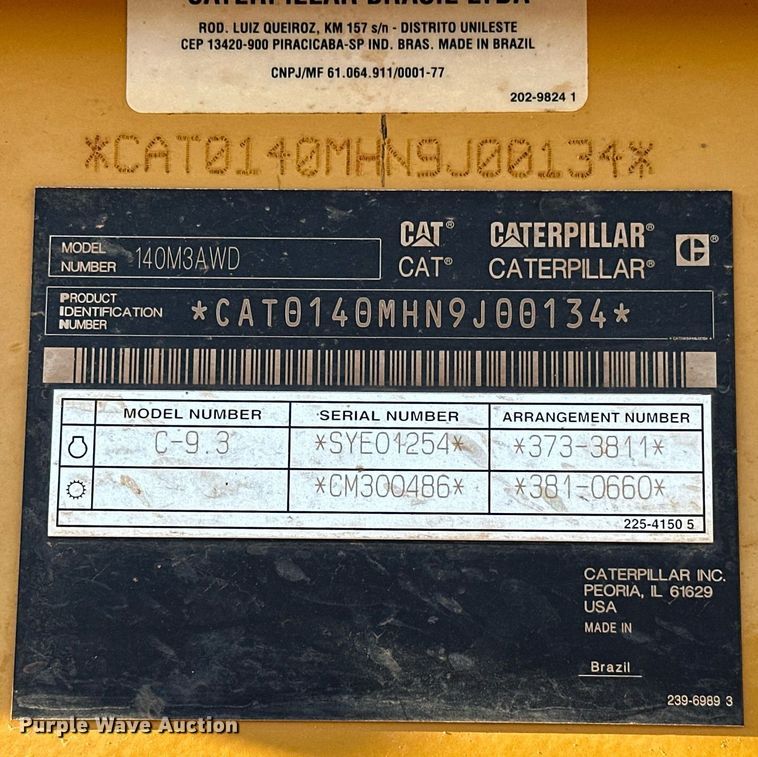 CATERPILLAR BRASIL LTDA
ROD. LUIZ QUEIROZ, KM 157 s/n - DISTRITO UNILESTE
CEP 13420-900 PIRACICABA-SP IND. BRAS. MADE IN BRAZIL
CNPJ/MF 61.064.911/0001-77
202-9824 1
*CAT0140MHN9J00134*
MODEL NUMBER 140M3AWD
CAT® CATERPILLAR® C®
CAT® CATERPILLAR®
PRODUCT IDENTIFICATION NUMBER *CAT0140MHN9J00134*
MODEL NUMBER SERIAL NUMBER ARRANGEMENT NUMBER
C-9.3 *SYE01254* *373-3811*
*CM300486* *381-0660*
225-4150 5
CATERPILLAR INC.
PEORIA, IL 61629
USA
MADE IN
Brazil
239-6989 3
Purple Wave Auction